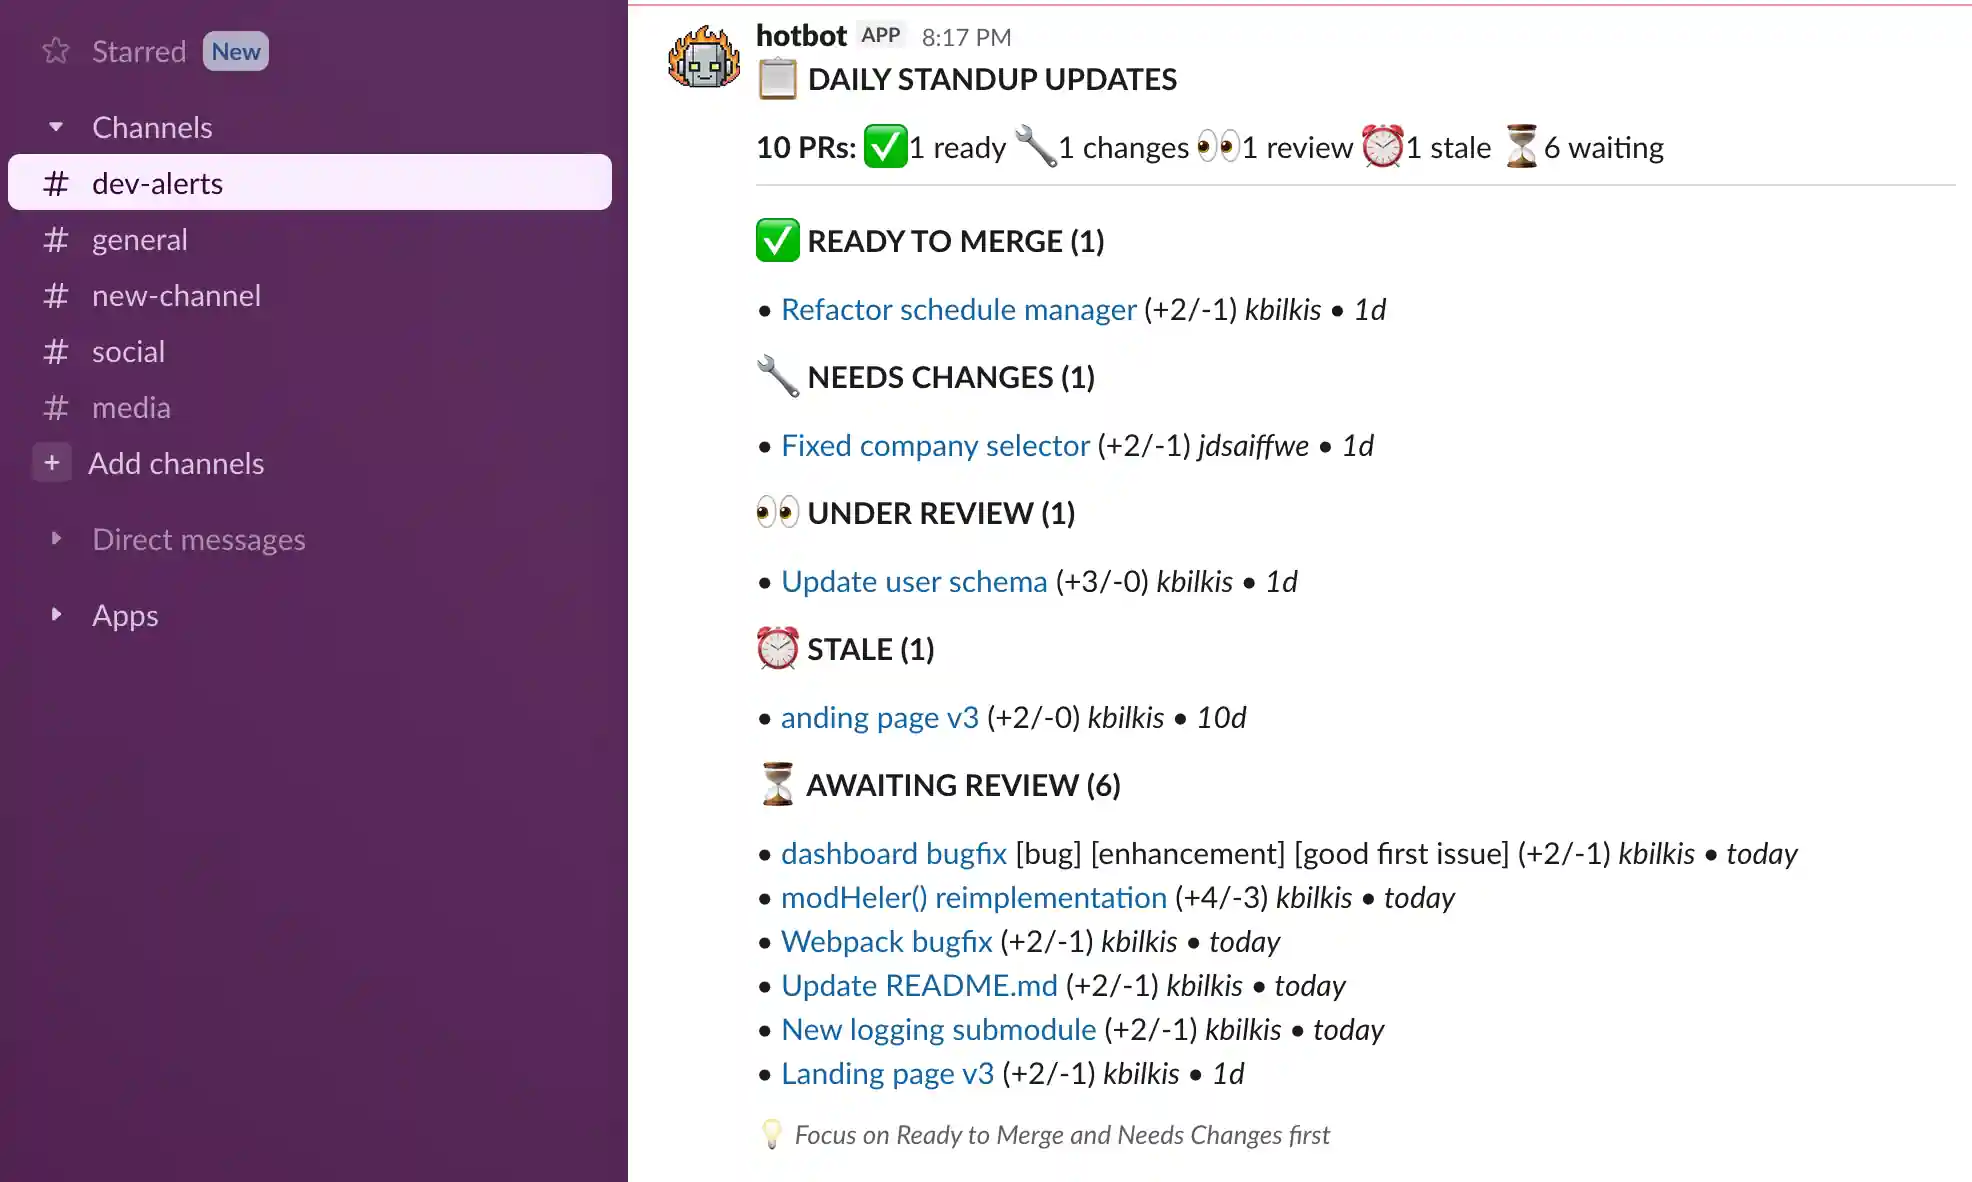 Starred New
Channels
# dev-alerts
# general
# new-channel
# social
# media
+ Add channels
Direct messages
Apps
hotbot APP 8:17 PM
📋 DAILY STANDUP UPDATES
10 PRs: ✅1 ready 🔧1 changes 👀1 review ⏰1 stale ⏳6 waiting
✅ READY TO MERGE (1)
• Refactor schedule manager (+2/-1) kbilkis • 1d
🔧 NEEDS CHANGES (1)
• Fixed company selector (+2/-1) jdsaiffwe • 1d
👀 UNDER REVIEW (1)
• Update user schema (+3/-0) kbilkis • 1d
⏰ STALE (1)
• anding page v3 (+2/-0) kbilkis • 10d
⏳ AWAITING REVIEW (6)
• dashboard bugfix [bug] [enhancement] [good first issue] (+2/-1) kbilkis • today
• modHeler() reimplementation (+4/-3) kbilkis • today
• Webpack bugfix (+2/-1) kbilkis • today
• Update README.md (+2/-1) kbilkis • today
• New logging submodule (+2/-1) kbilkis • today
• Landing page v3 (+2/-1) kbilkis • 1d
💡 Focus on Ready to Merge and Needs Changes first